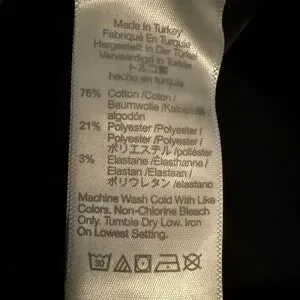 Made In Turkey
Fabriqué En Turquie
Hergestellt In Der Türkei
Vervaardigd in Turkije
トルコ製
hecho en turquía
76% Cotton /Coton /
Baumwolle /Katoen /
algodón
21% Polyester /Polyester /
Polyester /Polyester /
ポリエステル /poliéster
3% Elastane /Élasthanne /
Elastan /Elastaan /
ポリウレタン /elastano
Machine Wash Cold With Like
Colors. Non-Chlorine Bleach
Only. Tumble Dry Low. Iron
On Lowest Setting.
30